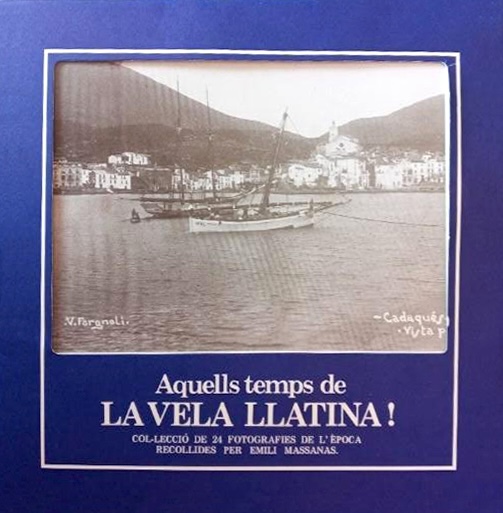 V. Fargnoli.
Cadaqués
Vista p
Aquells temps de
LA VELA LLATINA!
COL·LECCIÓ DE 24 FOTOGRAFIES DE L'ÈPOCA
RECOLLIDES PER EMILI MASSANAS.